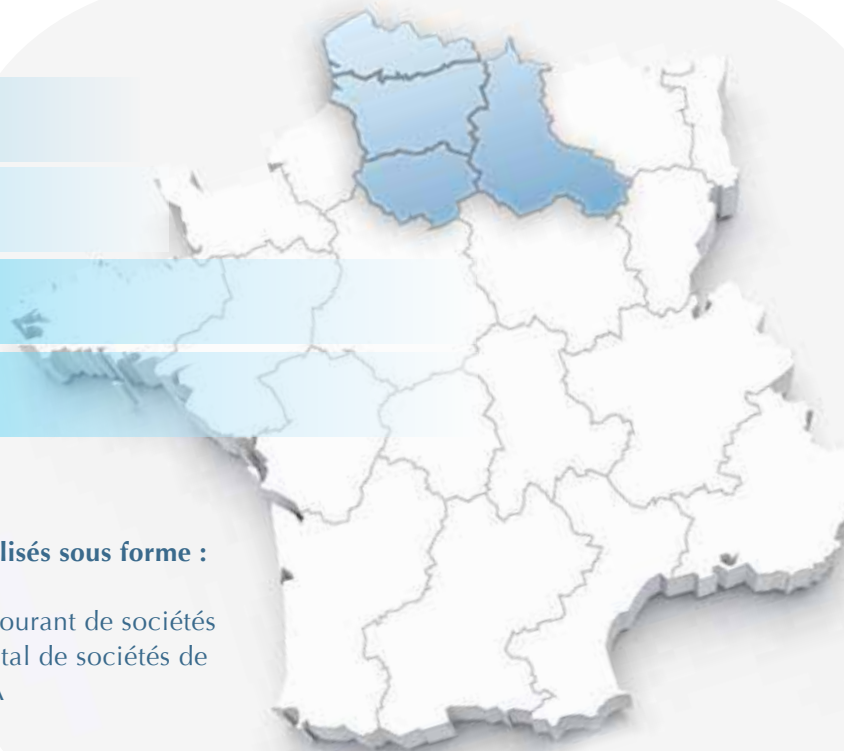 lisés sous forme :
ourant de sociétés
tal de sociétés de